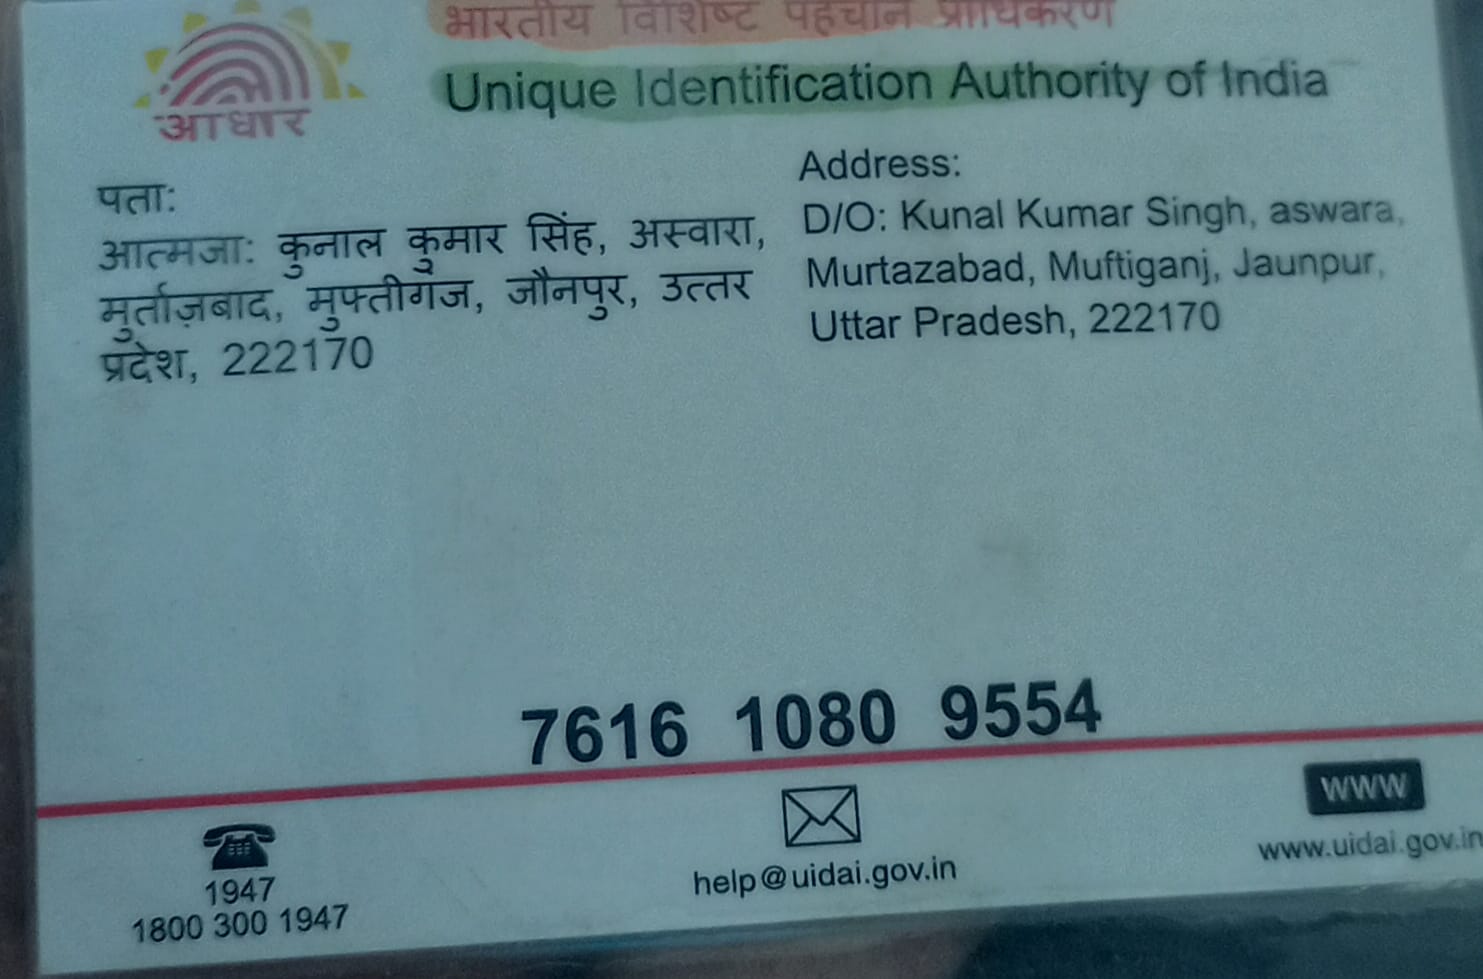 भारतीय विशिष्ट पहचान प्राधिकरण
Unique Identification Authority of India
आधार
पता:
आत्मजा: कुनाल कुमार सिंह, अस्वारा,
मुर्ताज़बाद, मुफ्तीगँज, जौनपुर, उत्तर
प्रदेश, 222170
Address:
D/O: Kunal Kumar Singh, aswara,
Murtazabad, Muftiganj, Jaunpur,
Uttar Pradesh, 222170
7616 1080 9554
1947
1800 300 1947
help@uidai.gov.in
WWW
www.uidai.gov.in